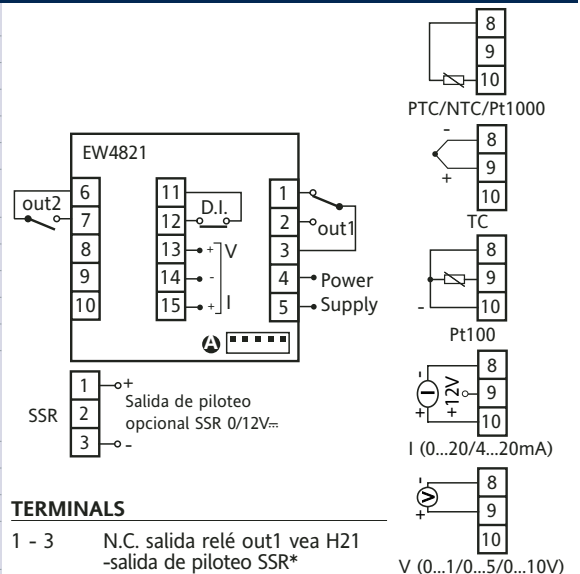 EW4821
out2
6
7
8
9
10
11
12
13
14
15
D.I.
+ V
-
+ I
1
2
3
4
5
out1
Power
Supply
A
SSR
1
2
3
+
-
Salida de piloteo
opcional SSR 0/12V⎓
TERMINALS
1 - 3 N.C. salida relé out1 vea H21
-salida de piloteo SSR*
8
9
10
PTC/NTC/Pt1000
-
+
8
9
10
TC
-
8
9
10
Pt100
-
+
I
+12V
8
9
10
I (0...20/4...20mA)
-
+
V
8
9
10
V (0...1/0...5/0...10V)